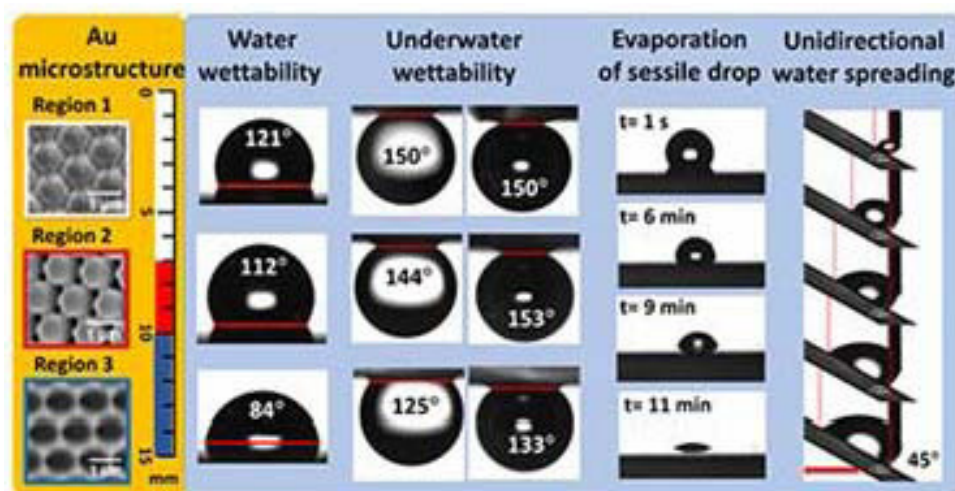 Au
microstructure
Region 1
Region 2
Region 3
0
5
10
15
mm
Water
wettability
121°
112°
84°
Underwater
wettability
150°
150°
144°
153°
125°
133°
Evaporation
of sessile drop
t= 1 s
t= 6 min
t= 9 min
t= 11 min
Unidirectional
water spreading
45°